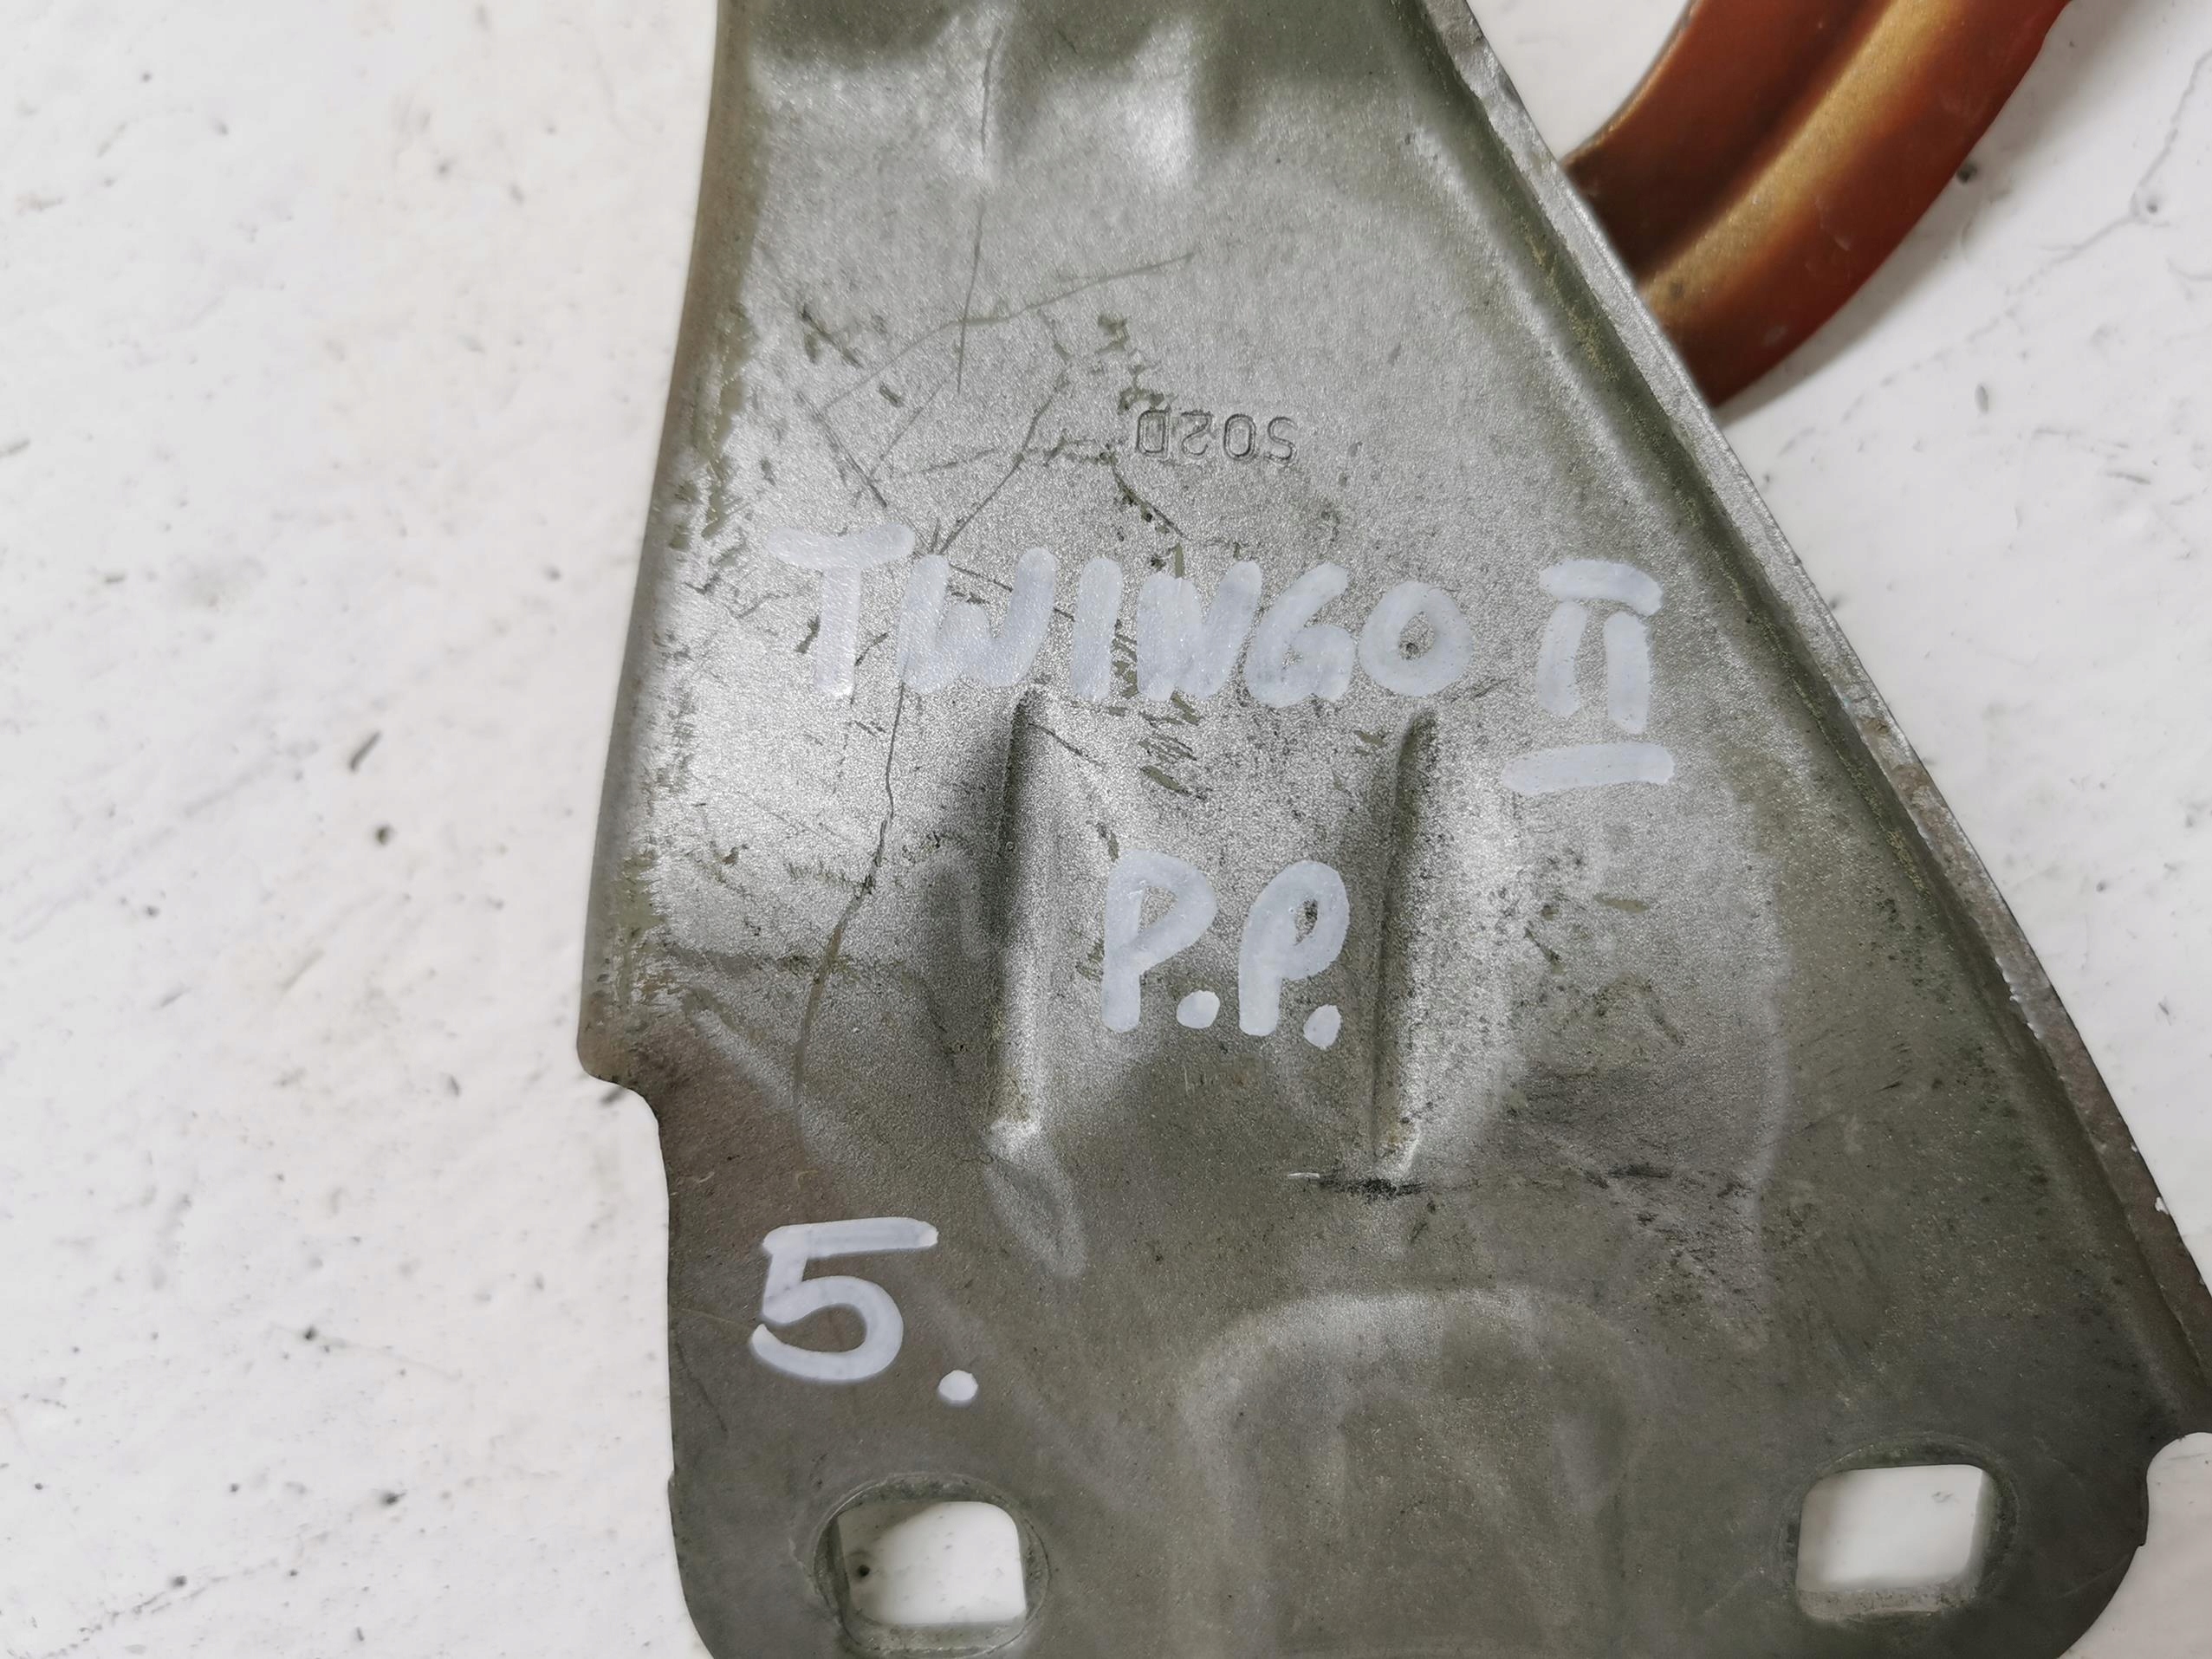 S02D
TWINGO II
P.P.
5.